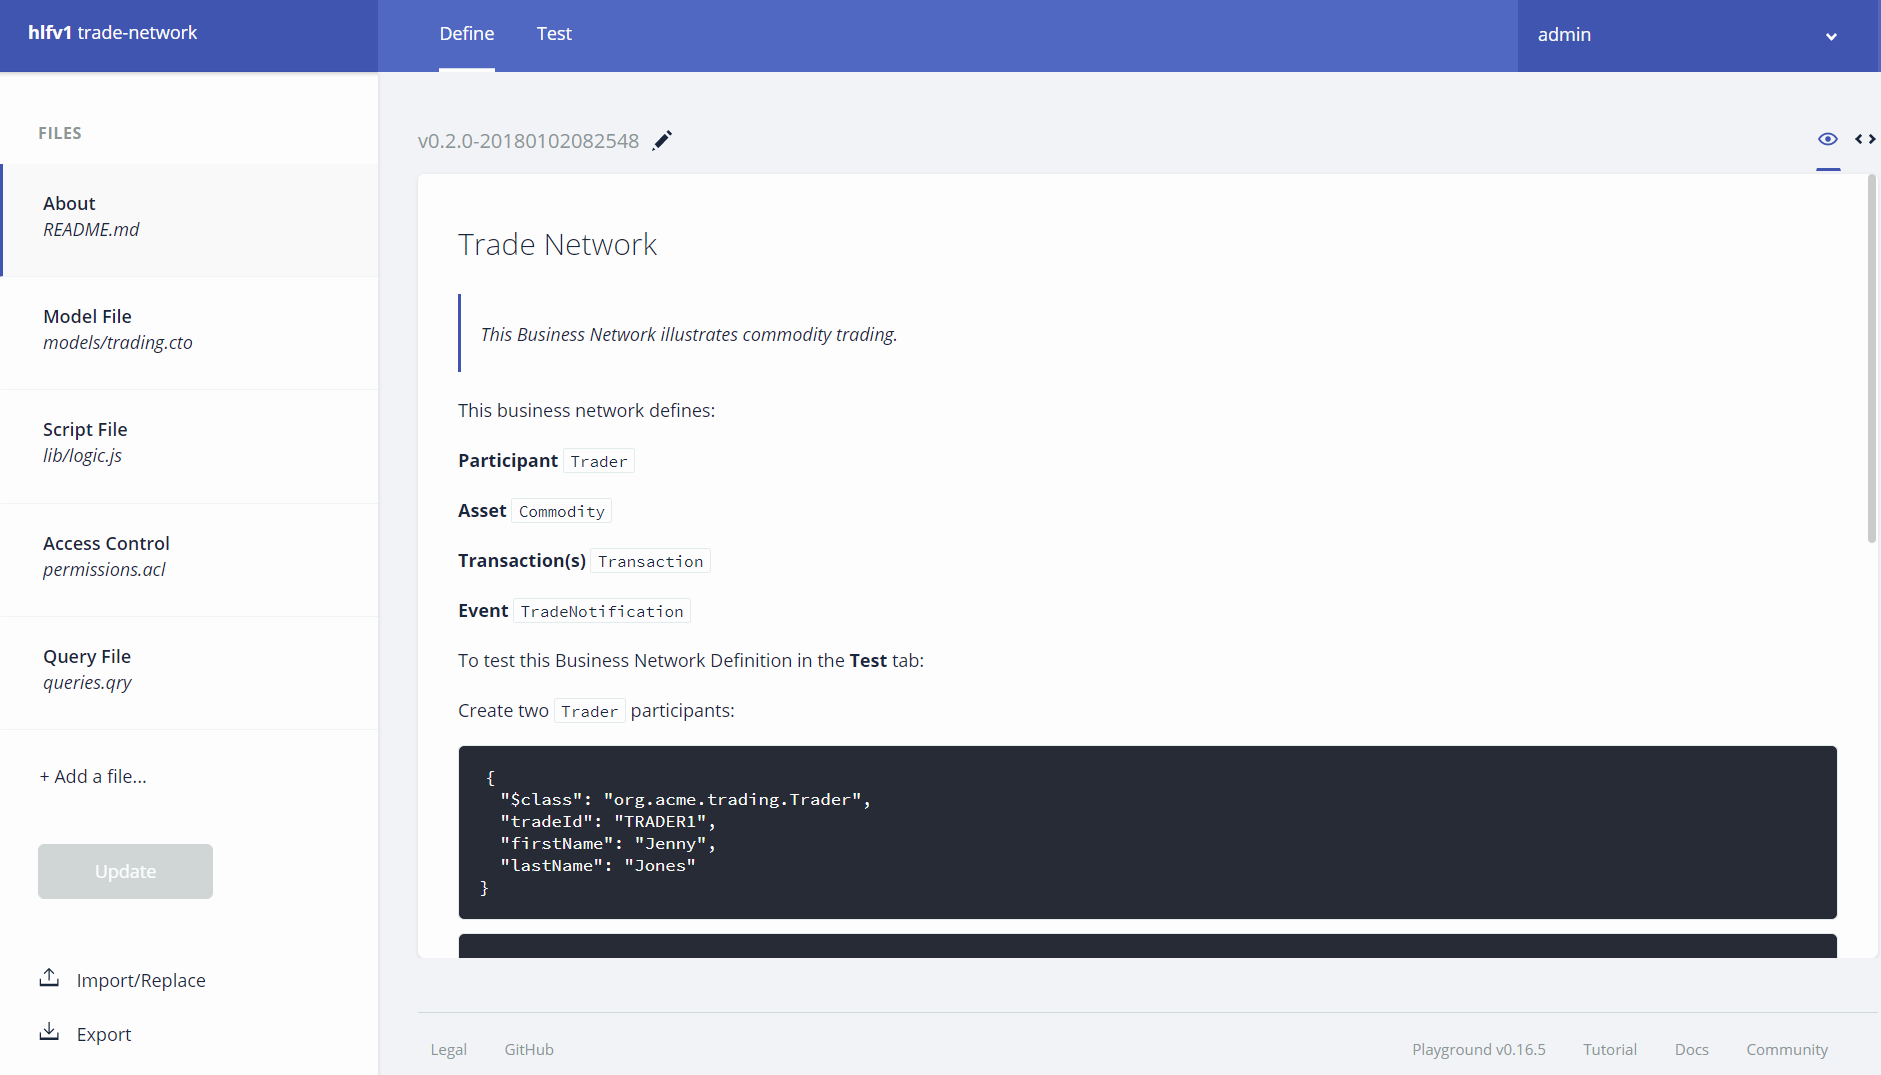 hlfv1 trade-network
Define
Test
admin
FILES
About
README.md
Model File
models/trading.cto
Script File
lib/logic.js
Access Control
permissions.acl
Query File
queries.qry
+ Add a file...
Update
Import/Replace
Export
v0.2.0-20180102082548
Trade Network
This Business Network illustrates commodity trading.
This business network defines:
Participant Trader
Asset Commodity
Transaction(s) Transaction
Event TradeNotification
To test this Business Network Definition in the Test tab:
Create two Trader participants:
{
"$class": "org.acme.trading.Trader",
"tradeId": "TRADER1",
"firstName": "Jenny",
"lastName": "Jones"
}
Legal
GitHub
Playground v0.16.5
Tutorial
Docs
Community